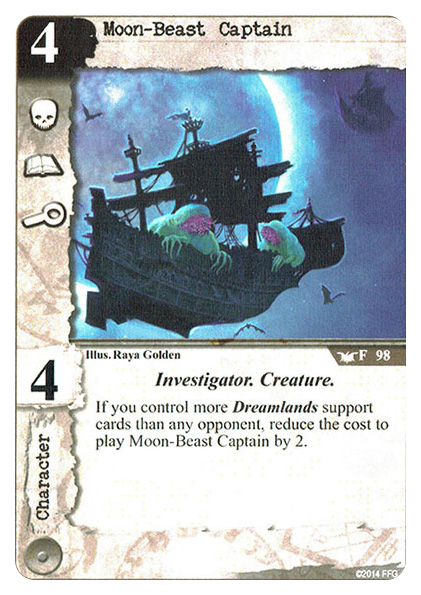 4
Moon-Beast Captain
Illus. Raya Golden
F 98
4
Investigator. Creature.
If you control more Dreamlands support
cards than any opponent, reduce the cost to
play Moon-Beast Captain by 2.
Character
©2014 FFG